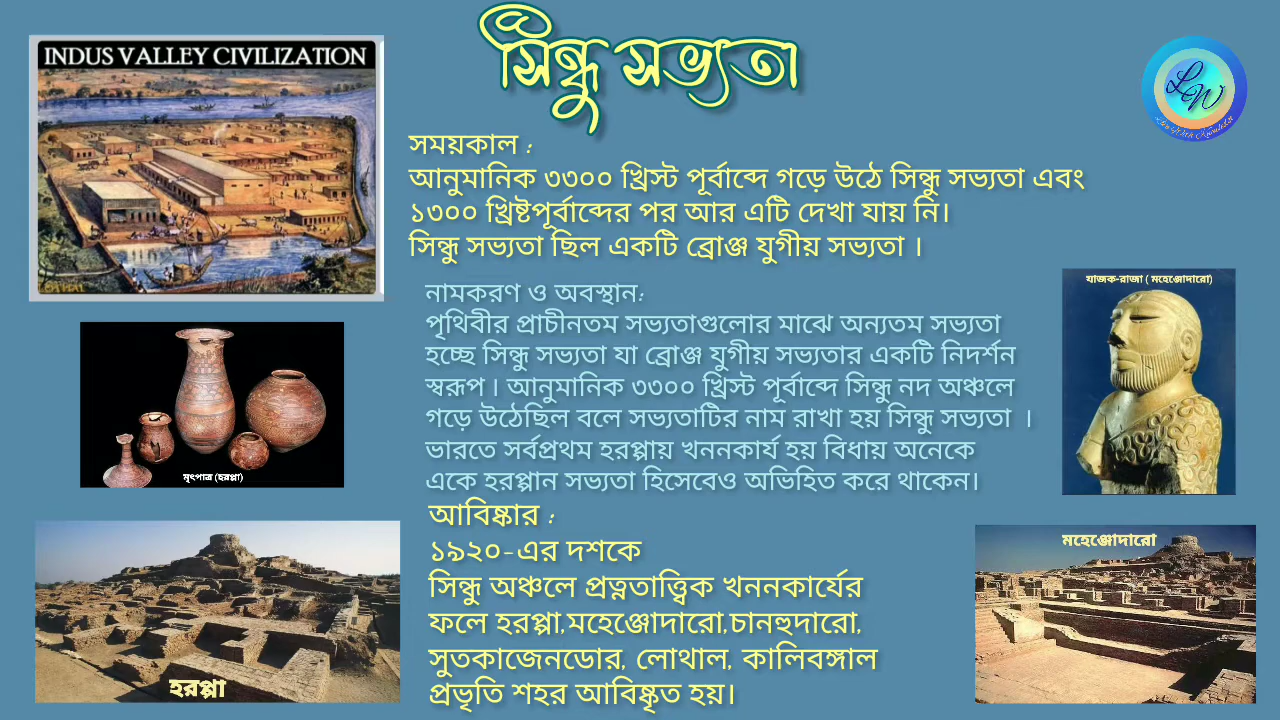 INDUS VALLEY CIVILIZATION
সিন্ধু সভ্যতা
LW
Live With Knowledge
সময়কাল :
আনুমানিক ৩৩০০ খ্রিস্ট পূর্বাব্দে গড়ে উঠে সিন্ধু সভ্যতা এবং
১৩০০ খ্রিষ্টপূর্বাব্দের পর আর এটি দেখা যায় নি।
সিন্ধু সভ্যতা ছিল একটি ব্রোঞ্জ যুগীয় সভ্যতা ।
নামকরণ ও অবস্থান:
পৃথিবীর প্রাচীনতম সভ্যতাগুলোর মাঝে অন্যতম সভ্যতা
হচ্ছে সিন্ধু সভ্যতা যা ব্রোঞ্জ যুগীয় সভ্যতার একটি নিদর্শন
স্বরূপ । আনুমানিক ৩৩০০ খ্রিস্ট পূর্বাব্দে সিন্ধু নদ অঞ্চলে
গড়ে উঠেছিল বলে সভ্যতাটির নাম রাখা হয় সিন্ধু সভ্যতা ।
ভারতে সর্বপ্রথম হরপ্পায় খননকার্য হয় বিধায় অনেকে
একে হরপ্পান সভ্যতা হিসেবেও অভিহিত করে থাকেন।
আবিষ্কার :
১৯২০-এর দশকে
সিন্ধু অঞ্চলে প্রত্নতাত্ত্বিক খননকার্যের
ফলে হরপ্পা,মহেঞ্জোদারো,চানহুদারো,
সুতকাজেনডোর, লোথাল, কালিবঙ্গাল
প্রভৃতি শহর আবিষ্কৃত হয়।
মৃৎপাত্র (হরপ্পা)
হরপ্পা
যাজক-রাজা ( মহেঞ্জোদারো)
মহেঞ্জোদারো